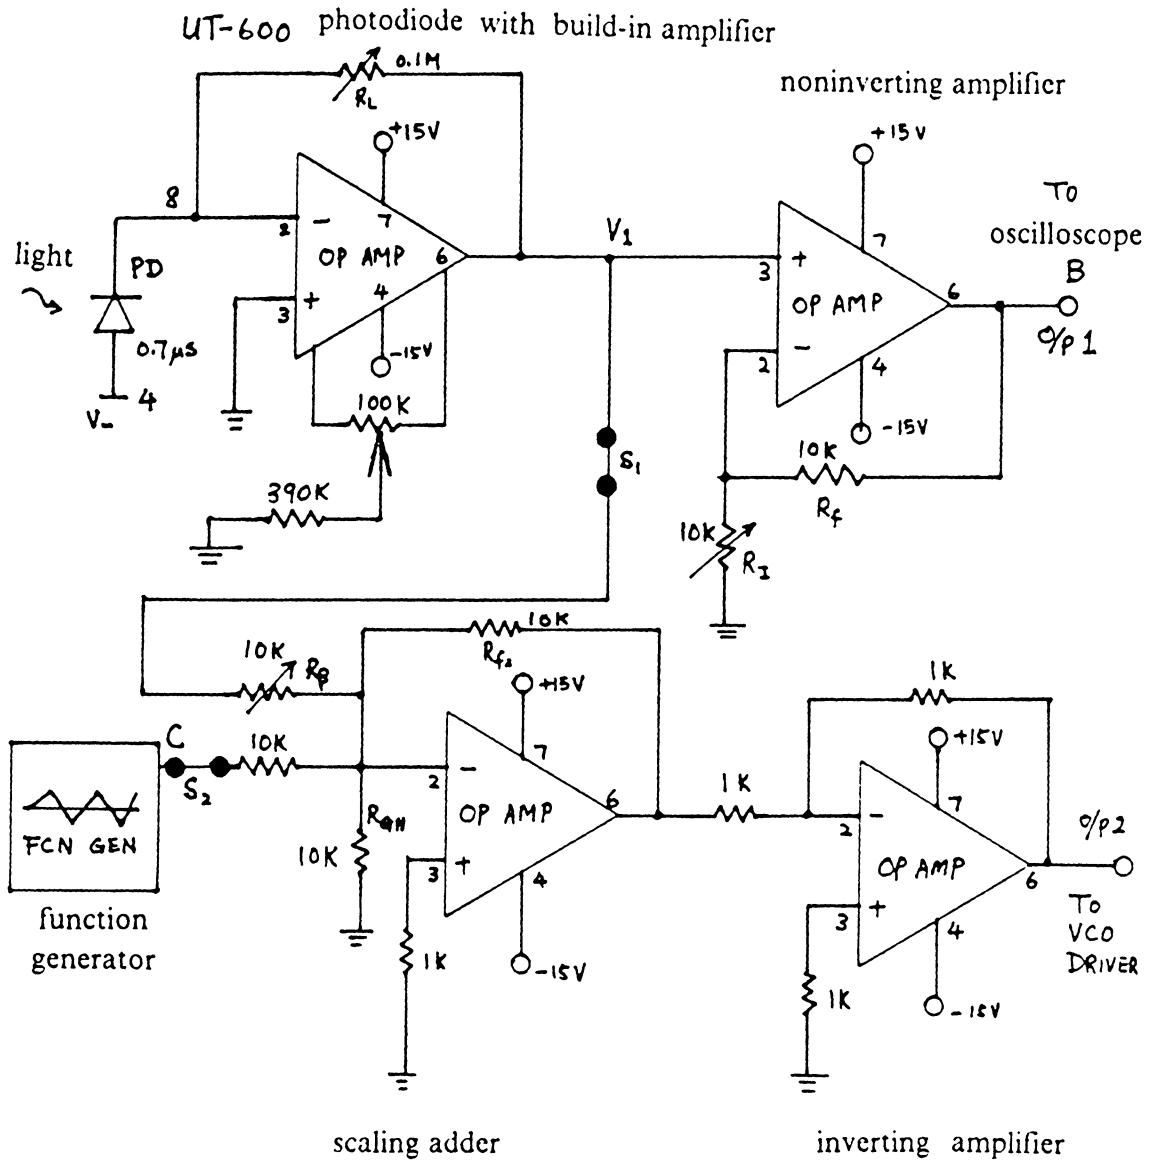 UT-600 photodiode with build-in amplifier
0.1M
RL
+15V
8
2
−
7
OP AMP
6
4
3
+
-15V
light
PD
0.7μs
V- 4
100K
390K
V1
S1
noninverting amplifier
+15V
7
3
+
OP AMP
6
−
2
4
-15V
10K
Rf
10K
RI
TO
oscilloscope
B
O/P1
10K
Rβ
10K
Rf2
+15V
C
S2
10K
FCN GEN
function
generator
2
−
7
OP AMP
6
RGH
10K
3
+
4
1K
-15V
scaling adder
1K
1K
+15V
7
2
−
OP AMP
6
3
+
4
1K
-15V
O/P2
TO
VCO
DRIVER
inverting amplifier